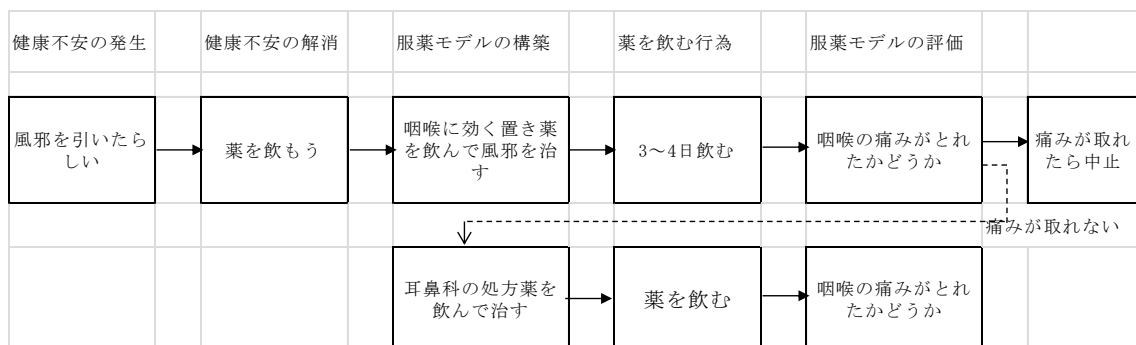 健康不安の発生
健康不安の解消
服薬モデルの構築
薬を飲む行為
服薬モデルの評価
風邪を引いたら
しい
薬を飲もう
咽喉に効く置き薬
を飲んで風邪を治
す
3～4日飲む
咽喉の痛みがとれ
たかどうか
痛みが取れ
たら中止
痛みが取れない
耳鼻科の処方薬を
飲んで治す
薬を飲む
咽喉の痛みがとれ
たかどうか